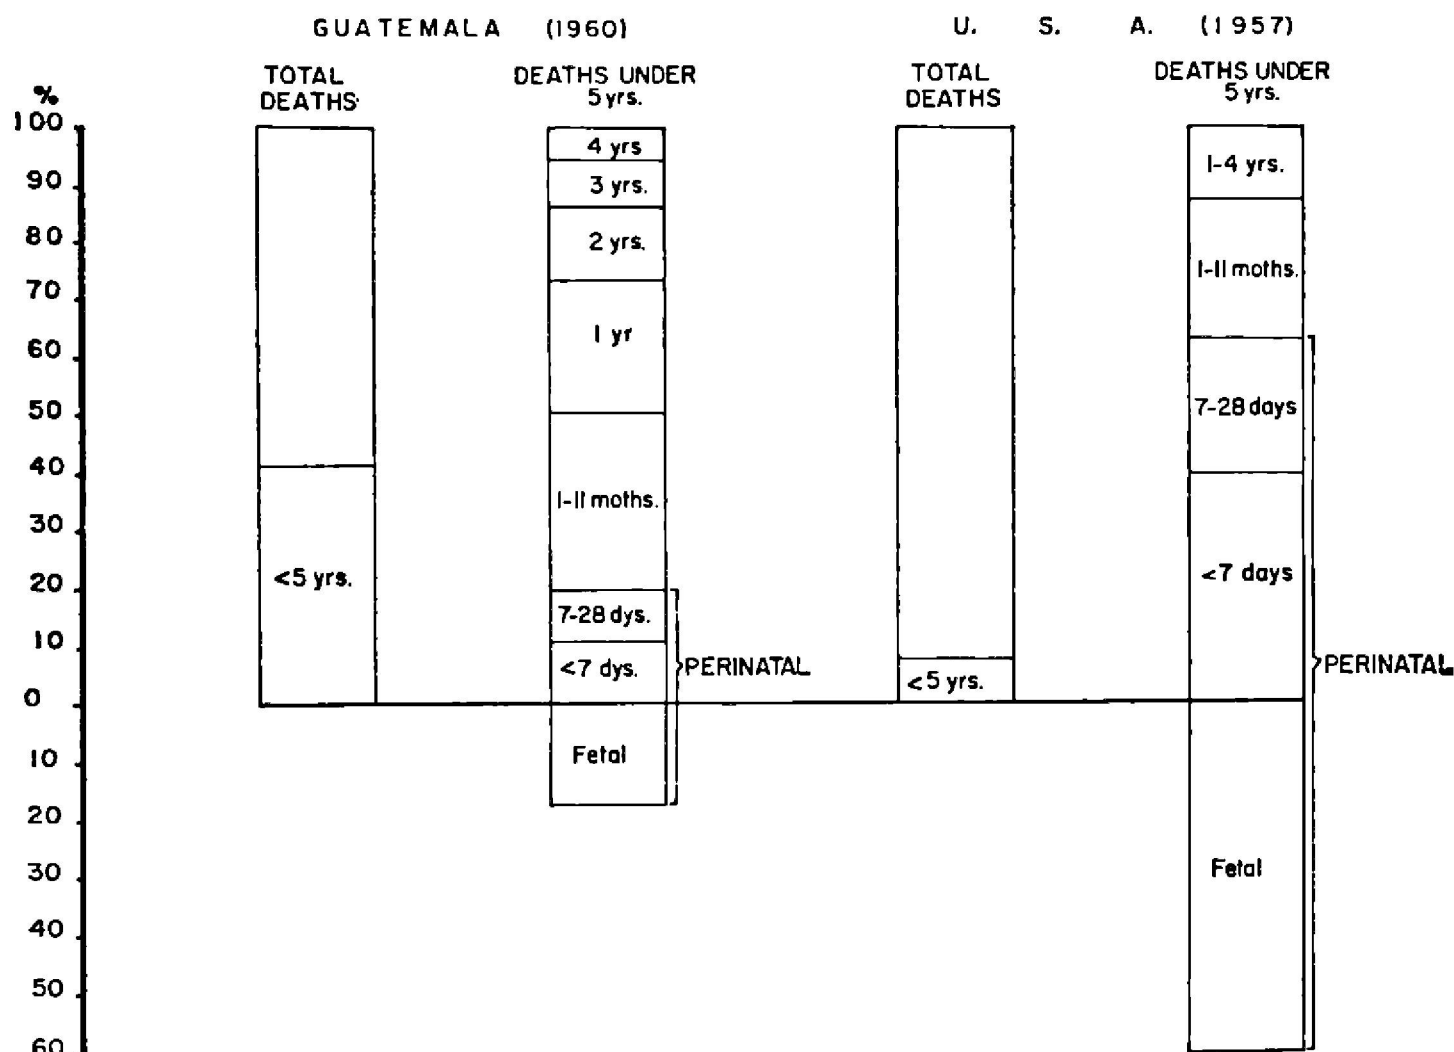 GUATEMALA (1960)
U. S. A. (1957)
TOTAL
DEATHS
DEATHS UNDER
5 yrs.
TOTAL
DEATHS
DEATHS UNDER
5 yrs.
%
100
90
80
70
60
50
40
30
20
10
0
10
20
30
40
50
60
<5 yrs.
4 yrs
3 yrs.
2 yrs.
1 yr
1-11 moths.
7-28 dys.
<7 dys.
Fetal
PERINATAL
<5 yrs.
1-4 yrs.
1-11 moths.
7-28 days
<7 days
Fetal
PERINATAL